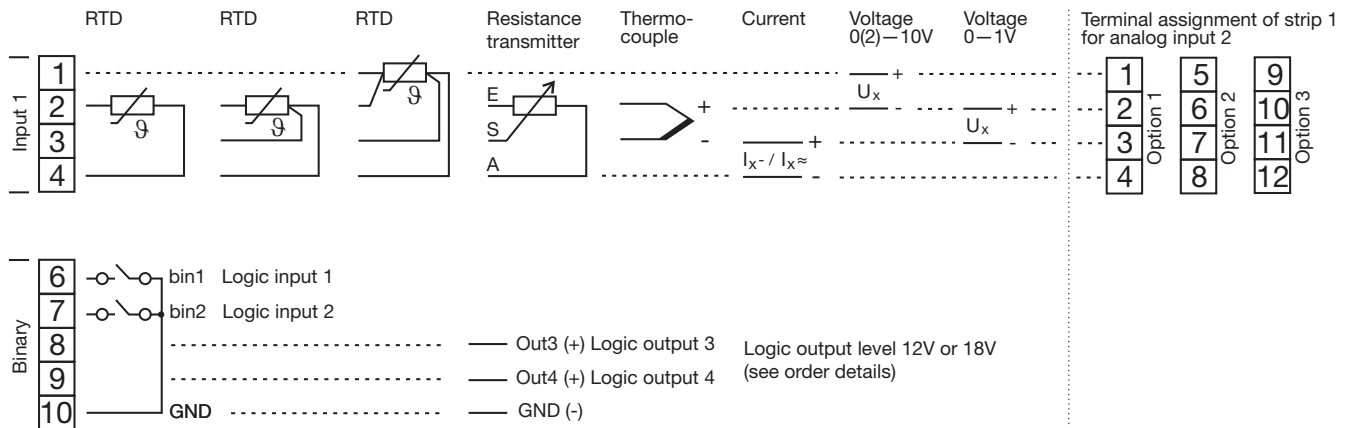 RTD RTD RTD Resistance transmitter Thermo-couple Current Voltage 0(2)—10V Voltage 0—1V Terminal assignment of strip 1 for analog input 2
Input 1
1 + 1 5 9
ϑ Ux
2 ϑ ϑ E + - + 2 6 10
S Ux
3 - + - 3 7 11
A Ix- / Ix≈
4 - 4 8 12
Option 1 Option 2 Option 3
Binary
6 bin1 Logic input 1
7 bin2 Logic input 2
8 Out3 (+) Logic output 3 Logic output level 12V or 18V
9 Out4 (+) Logic output 4 (see order details)
10 GND GND (-)